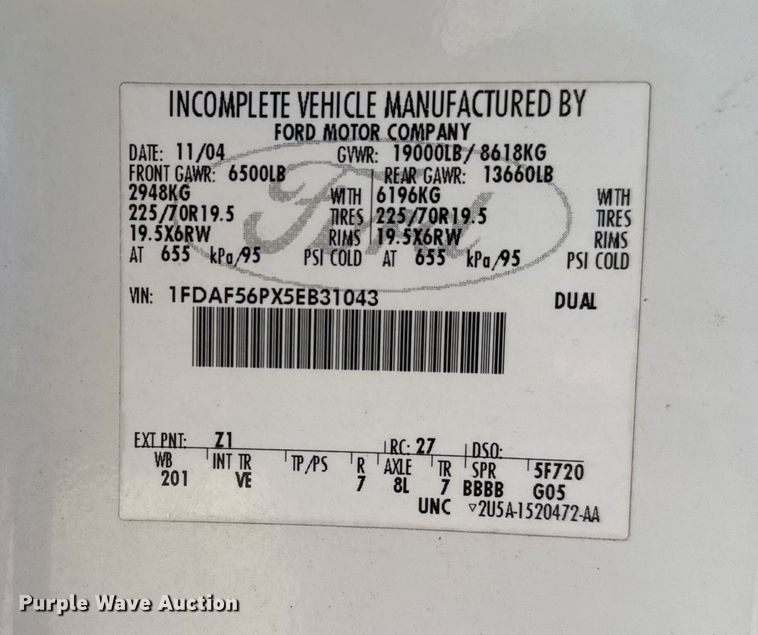 INCOMPLETE VEHICLE MANUFACTURED BY
FORD MOTOR COMPANY
DATE: 11/04 GVWR: 19000LB/ 8618KG
FRONT GAWR: 6500LB REAR GAWR: 13660LB
2948KG WITH 6196KG WITH
225/70R19.5 TIRES 225/70R19.5 TIRES
19.5X6RW RIMS 19.5X6RW RIMS
AT 655 kPa/95 PSI COLD AT 655 kPa/95 PSI COLD
Ford
VIN: 1FDAF56PX5EB31043 DUAL
EXT PNT: Z1 RC: 27 DSO:
WB INT TR TP/PS R AXLE TR SPR 5F720
201 VE 7 8L 7 BBBB G05
UNC ▽2U5A-1520472-AA
Purple Wave Auction